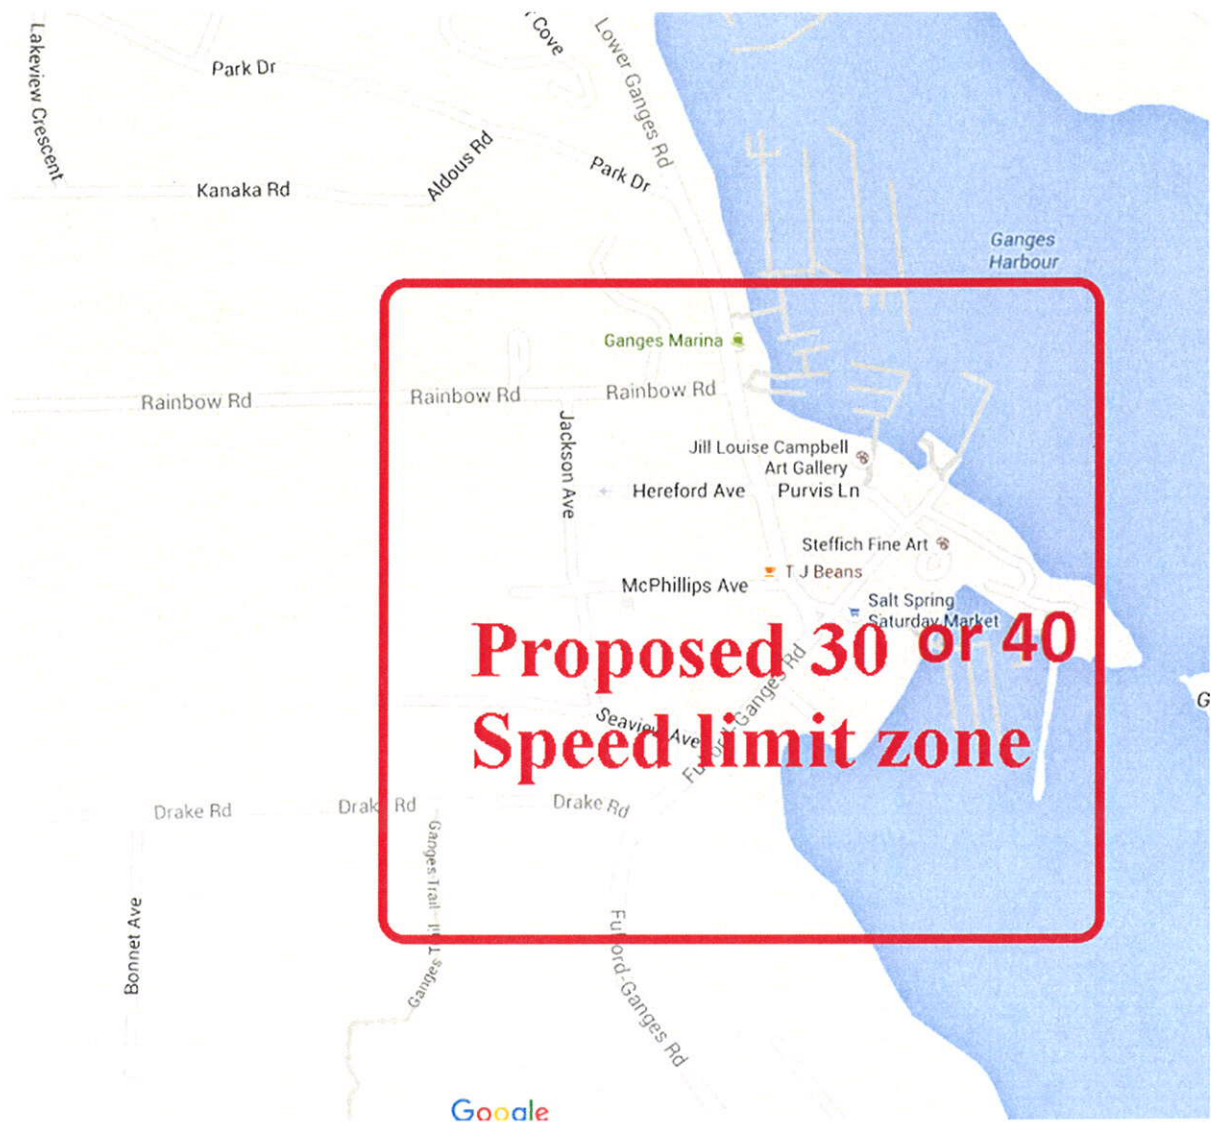 Cove
Lower Ganges Rd
Lakeview Crescent
Park Dr
Aldous Rd
Park Dr
Kanaka Rd
Ganges
Harbour
Ganges Marina
Rainbow Rd
Rainbow Rd
Rainbow Rd
Jackson Ave
Jill Louise Campbell
Art Gallery
Hereford Ave
Purvis Ln
Steffich Fine Art
T J Beans
McPhillips Ave
Salt Spring
Saturday Market
Proposed 30 or 40
Speed limit zone
Fulford-Ganges Rd
Seaview Ave
G
Drake Rd
Drake Rd
Drake Rd
Ganges Trail
Ganges T
Bonnet Ave
Fulford-Ganges Rd
Google